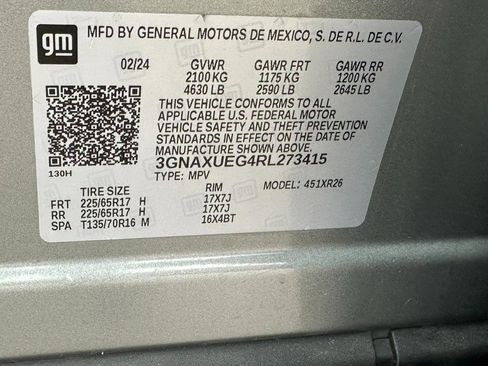 gm
MFD BY GENERAL MOTORS DE MEXICO, S. DE R.L. DE C.V.
02/24 GVWR GAWR FRT GAWR RR
2100 KG 1175 KG 1200 KG
4630 LB 2590 LB 2645 LB
THIS VEHICLE CONFORMS TO ALL
APPLICABLE U.S. FEDERAL MOTOR
VEHICLE SAFETY AND THEFT PREVENTION
STANDARDS IN EFFECT ON THE DATE OF
MANUFACTURE SHOWN ABOVE.
3GNAXUEG4RL273415
130H TYPE: MPV MODEL: 451XR26
TIRE SIZE RIM
FRT 225/65R17 H 17X7J
RR 225/65R17 H 17X7J
SPA T135/70R16 M 16X4BT